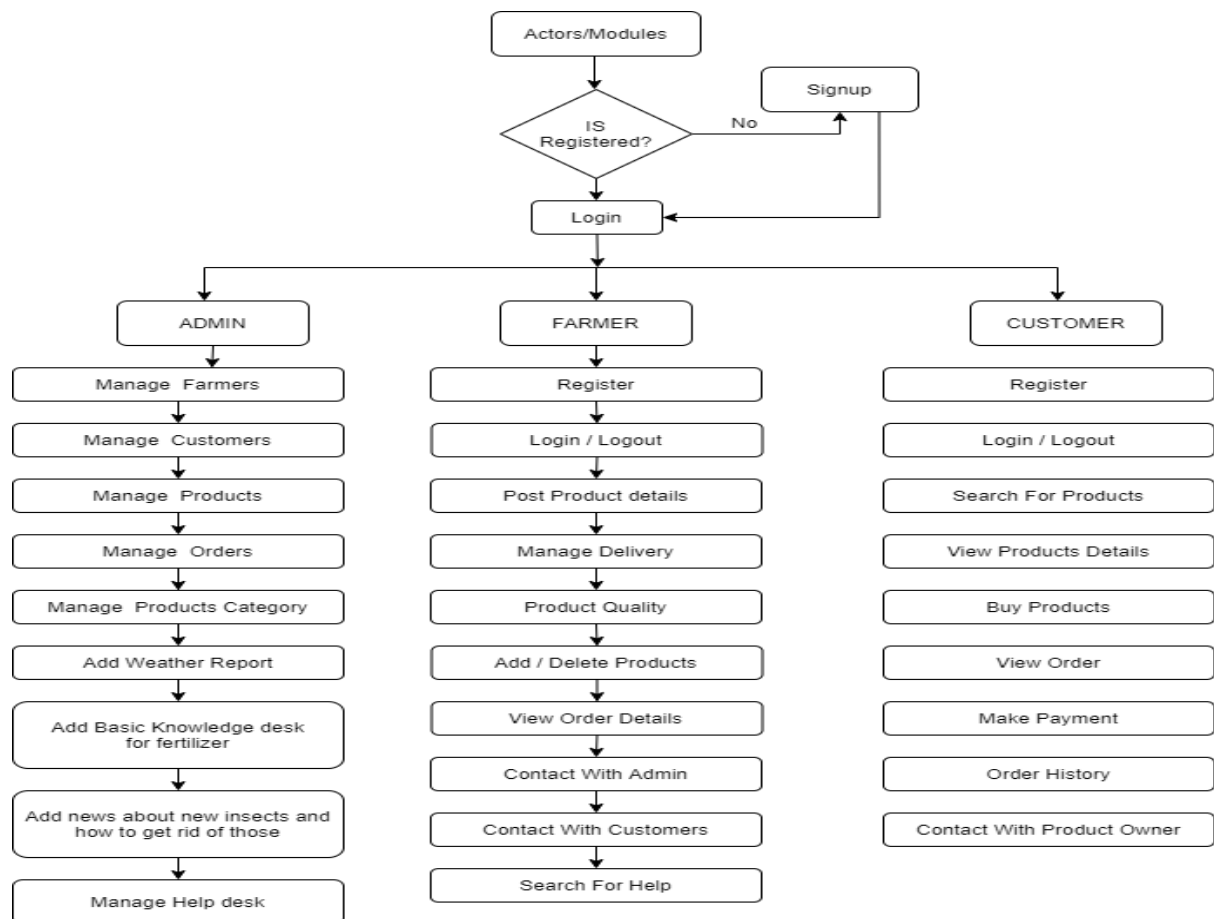 Actors/Modules
Signup
IS
Registered?
No
Login
ADMIN
Manage Farmers
Manage Customers
Manage Products
Manage Orders
Manage Products Category
Add Weather Report
Add Basic Knowledge desk
for fertilizer
Add news about new insects and
how to get rid of those
Manage Help desk
FARMER
Register
Login / Logout
Post Product details
Manage Delivery
Product Quality
Add / Delete Products
View Order Details
Contact With Admin
Contact With Customers
Search For Help
CUSTOMER
Register
Login / Logout
Search For Products
View Products Details
Buy Products
View Order
Make Payment
Order History
Contact With Product Owner